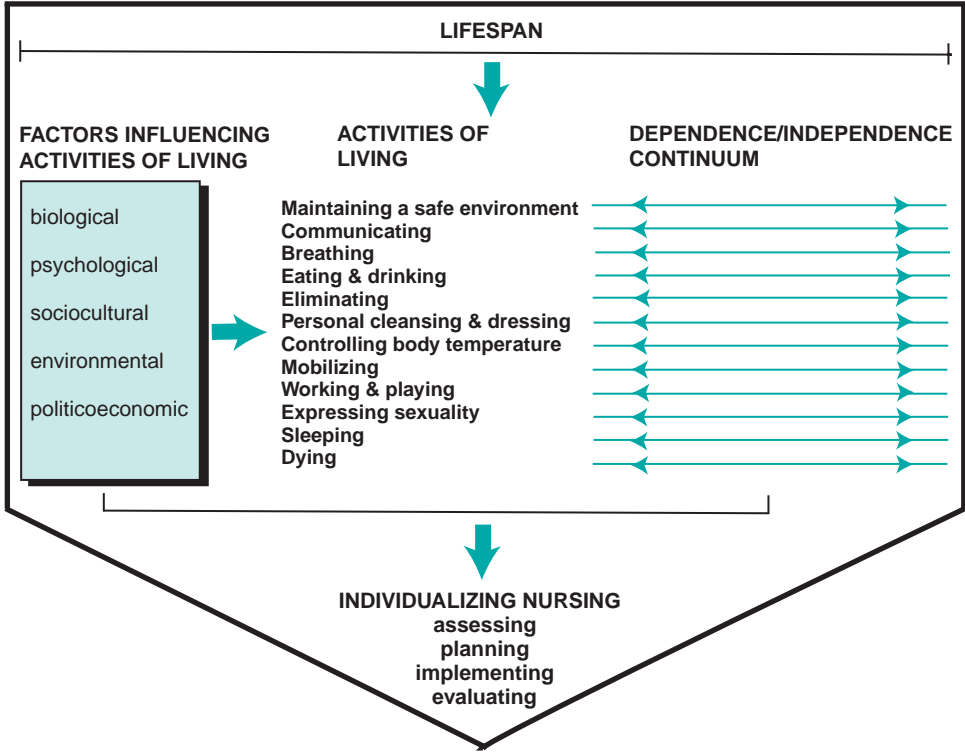 LIFESPAN
FACTORS INFLUENCING
ACTIVITIES OF LIVING
biological
psychological
sociocultural
environmental
politicoeconomic
ACTIVITIES OF
LIVING
Maintaining a safe environment
Communicating
Breathing
Eating & drinking
Eliminating
Personal cleansing & dressing
Controlling body temperature
Mobilizing
Working & playing
Expressing sexuality
Sleeping
Dying
DEPENDENCE/INDEPENDENCE
CONTINUUM
INDIVIDUALIZING NURSING
assessing
planning
implementing
evaluating